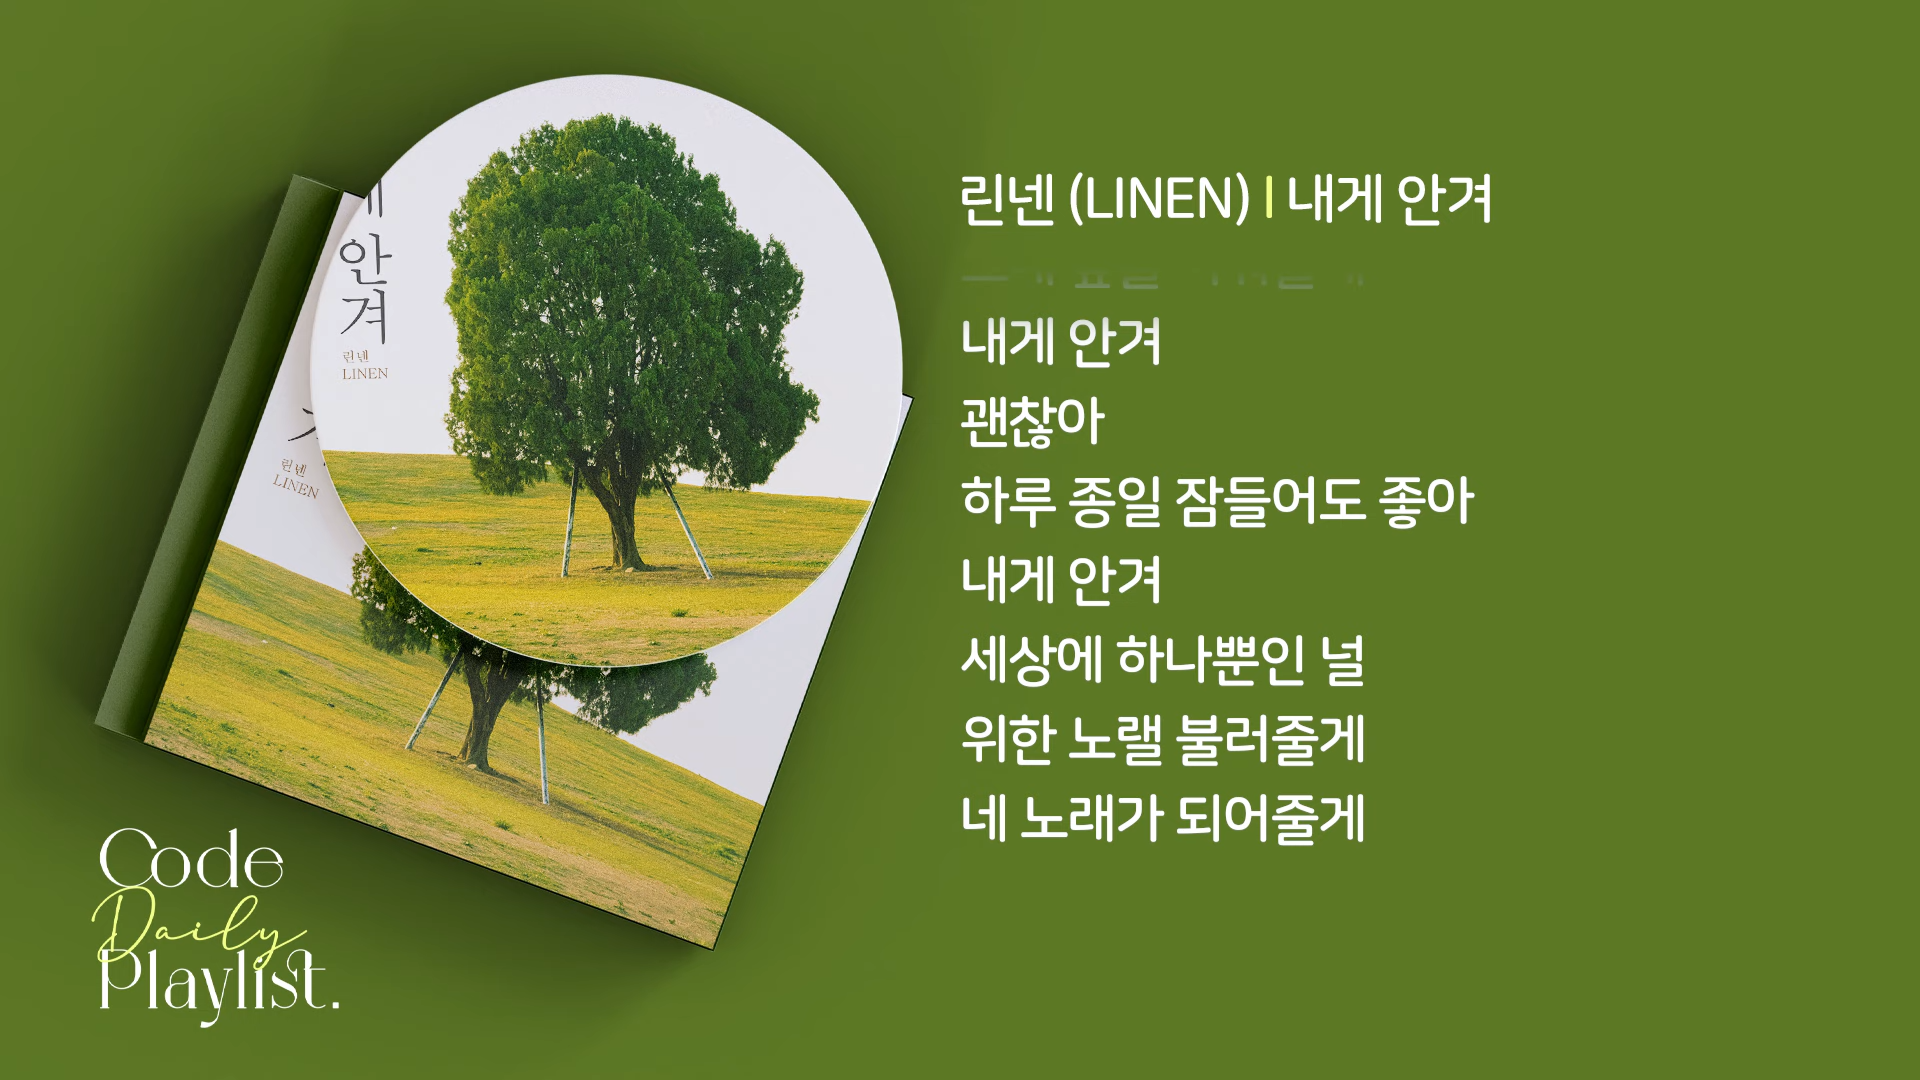 안
겨
린넨
LINEN
린넨
LINEN
Code
Daily
Playlist.
린넨 (LINEN) I 내게 안겨
내게 안겨
괜찮아
하루 종일 잠들어도 좋아
내게 안겨
세상에 하나뿐인 널
위한 노랠 불러줄게
네 노래가 되어줄게